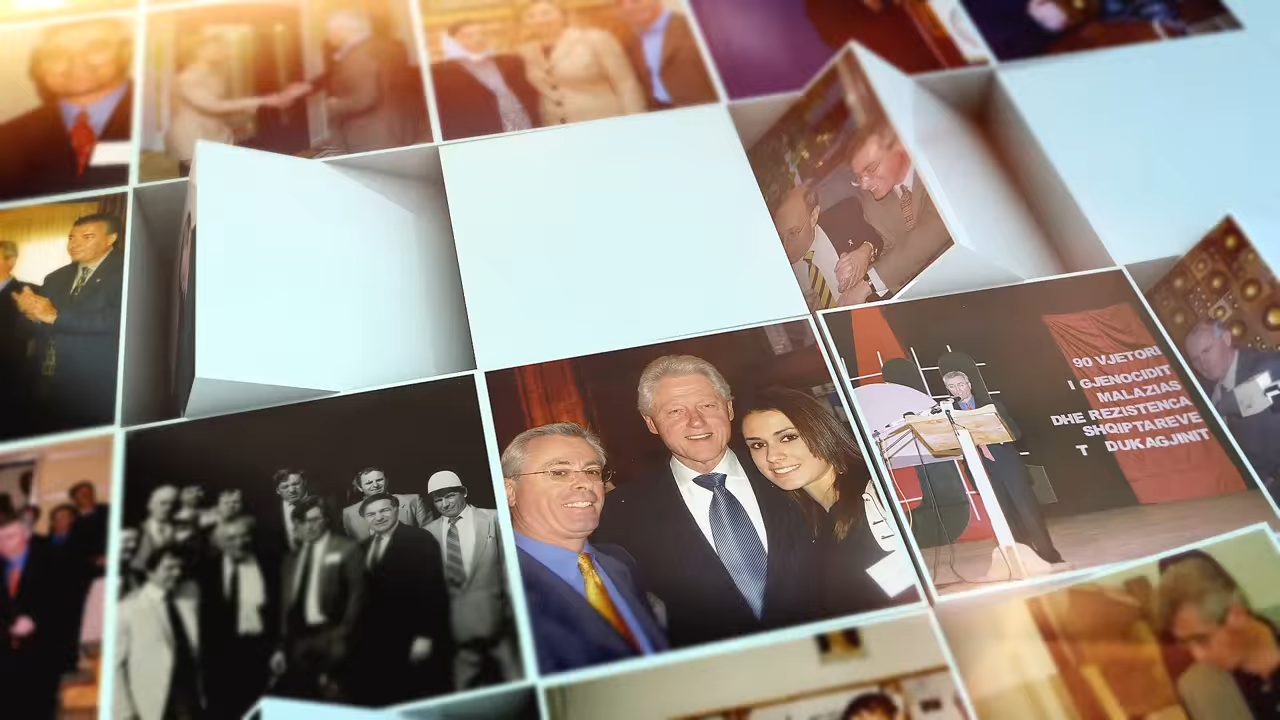 90 VJETORI
I GJENOCIDIT
MALAZIAS
DHE REZISTENCA
SHQIPTAREVE
T DUKAGJINIT